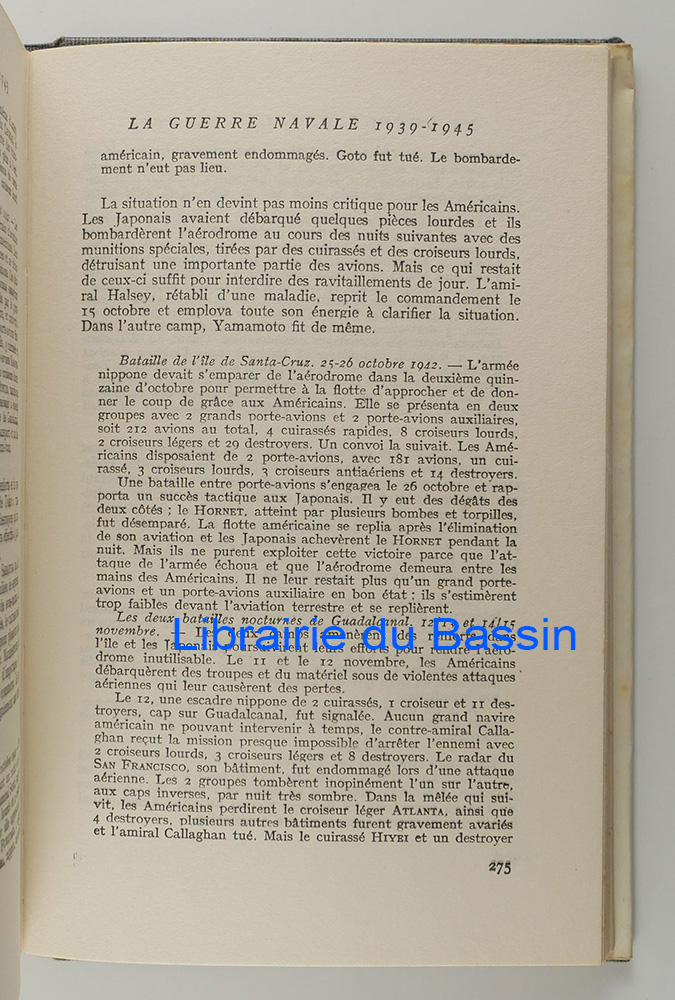 LA GUERRE NAVALE 1939-1945
américain, gravement endommagés. Goto fut tué. Le bombarde-
ment n'eut pas lieu.
La situation n'en devint pas moins critique pour les Américains.
Les Japonais avaient débarqué quelques pièces lourdes et ils
bombardèrent l'aérodrome au cours des nuits suivantes avec des
munitions spéciales, tirées par des cuirassés et des croiseurs lourds,
détruisant une importante partie des avions. Mais ce qui restait
de ceux-ci suffit pour interdire des ravitaillements de jour. L'ami-
ral Halsey, rétabli d'une maladie, reprit le commandement le
15 octobre et employa toute son énergie à clarifier la situation.
Dans l'autre camp, Yamamoto fit de même.
Bataille de l'île de Santa-Cruz. 25-26 octobre 1942. — L'armée
nippone devait s'emparer de l'aérodrome dans la deuxième quin-
zaine d'octobre pour permettre à la flotte d'approcher et de don-
ner le coup de grâce aux Américains. Elle se présenta en deux
groupes avec 2 grands porte-avions et 2 porte-avions auxiliaires,
soit 212 avions au total, 4 cuirassés rapides, 8 croiseurs lourds,
2 croiseurs légers et 29 destroyers. Un convoi la suivait. Les Amé-
ricains disposaient de 2 porte-avions, avec 181 avions, un cui-
rassé, 3 croiseurs lourds, 3 croiseurs antiaériens et 14 destroyers.
Une bataille entre porte-avions s'engagea le 26 octobre et rap-
porta un succès tactique aux Japonais. Il y eut des dégâts des
deux côtés ; le HORNET, atteint par plusieurs bombes et torpilles,
fut désemparé. La flotte américaine se replia après l'élimination
de son aviation et les Japonais achevèrent le HORNET pendant la
nuit. Mais ils ne purent exploiter cette victoire parce que l'at-
taque de l'armée échoua et que l'aérodrome demeura entre les
mains des Américains. Il ne leur restait plus qu'un grand porte-
avions et un porte-avions auxiliaire en bon état ; ils s'estimèrent
trop faibles devant l'aviation terrestre et se replièrent.
Les deux batailles nocturnes de Guadalcanal. 12 et 14/15
novembre. — Les deux camps amenèrent des renforts dans
Librairie du Bassin
l'île et les Japonais poursuivirent leurs efforts pour rendre l'aéro-
drome inutilisable. Le 11 et le 12 novembre, les Américains
débarquèrent des troupes et du matériel sous de violentes attaques
aériennes qui leur causèrent des pertes.
Le 12, une escadre nippone de 2 cuirassés, 1 croiseur et 11 des-
troyers, cap sur Guadalcanal, fut signalée. Aucun grand navire
américain ne pouvant intervenir à temps, le contre-amiral Calla-
ghan reçut la mission presque impossible d'arrêter l'ennemi avec
2 croiseurs lourds, 3 croiseurs légers et 8 destroyers. Le radar du
SAN FRANCISCO, son bâtiment, fut endommagé lors d'une attaque
aérienne. Les 2 groupes tombèrent inopinément l'un sur l'autre,
aux caps inverses, par nuit très sombre. Dans la mêlée qui sui-
vit, les Américains perdirent le croiseur léger ATLANTA, ainsi que
4 destroyers, plusieurs autres bâtiments furent gravement avariés
et l'amiral Callaghan tué. Mais le cuirassé HIYEI et un destroyer
275